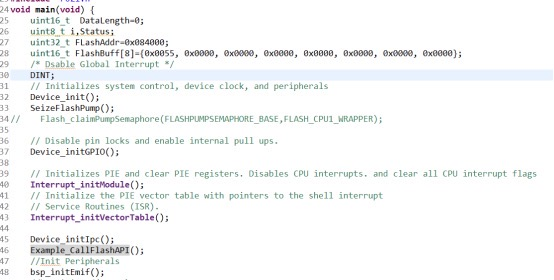 24 void main(void) {
25 uint16_t DataLength=0;
26 uint8_t i,Status;
27 uint32_t FLashAddr=0x084000;
28 uint16_t FlashBuff[8]={0x0055, 0x0000, 0x0000, 0x0000, 0x0000, 0x0000, 0x0000, 0x0000};
29 /* Dsable Global Interrupt */
30 DINT;
31 // Initializes system control, device clock, and peripherals
32 Device_init();
33 SeizeFlashPump();
34 // Flash_claimPumpSemaphore(FLASHPUMPSEMAPHORE_BASE,FLASH_CPU1_WRAPPER);
35
36 // Disable pin locks and enable internal pull ups.
37 Device_initGPIO();
38
39 // Initializes PIE and clear PIE registers. Disables CPU interrupts. and clear all CPU interrupt flags
40 Interrupt_initModule();
41 // Initialize the PIE vector table with pointers to the shell interrupt
42 // Service Routines (ISR).
43 Interrupt_initVectorTable();
44
45 Device_initIpc();
46 Example_CallFlashAPI();
47 //Init Peripherals
48 bsp_initEmif();